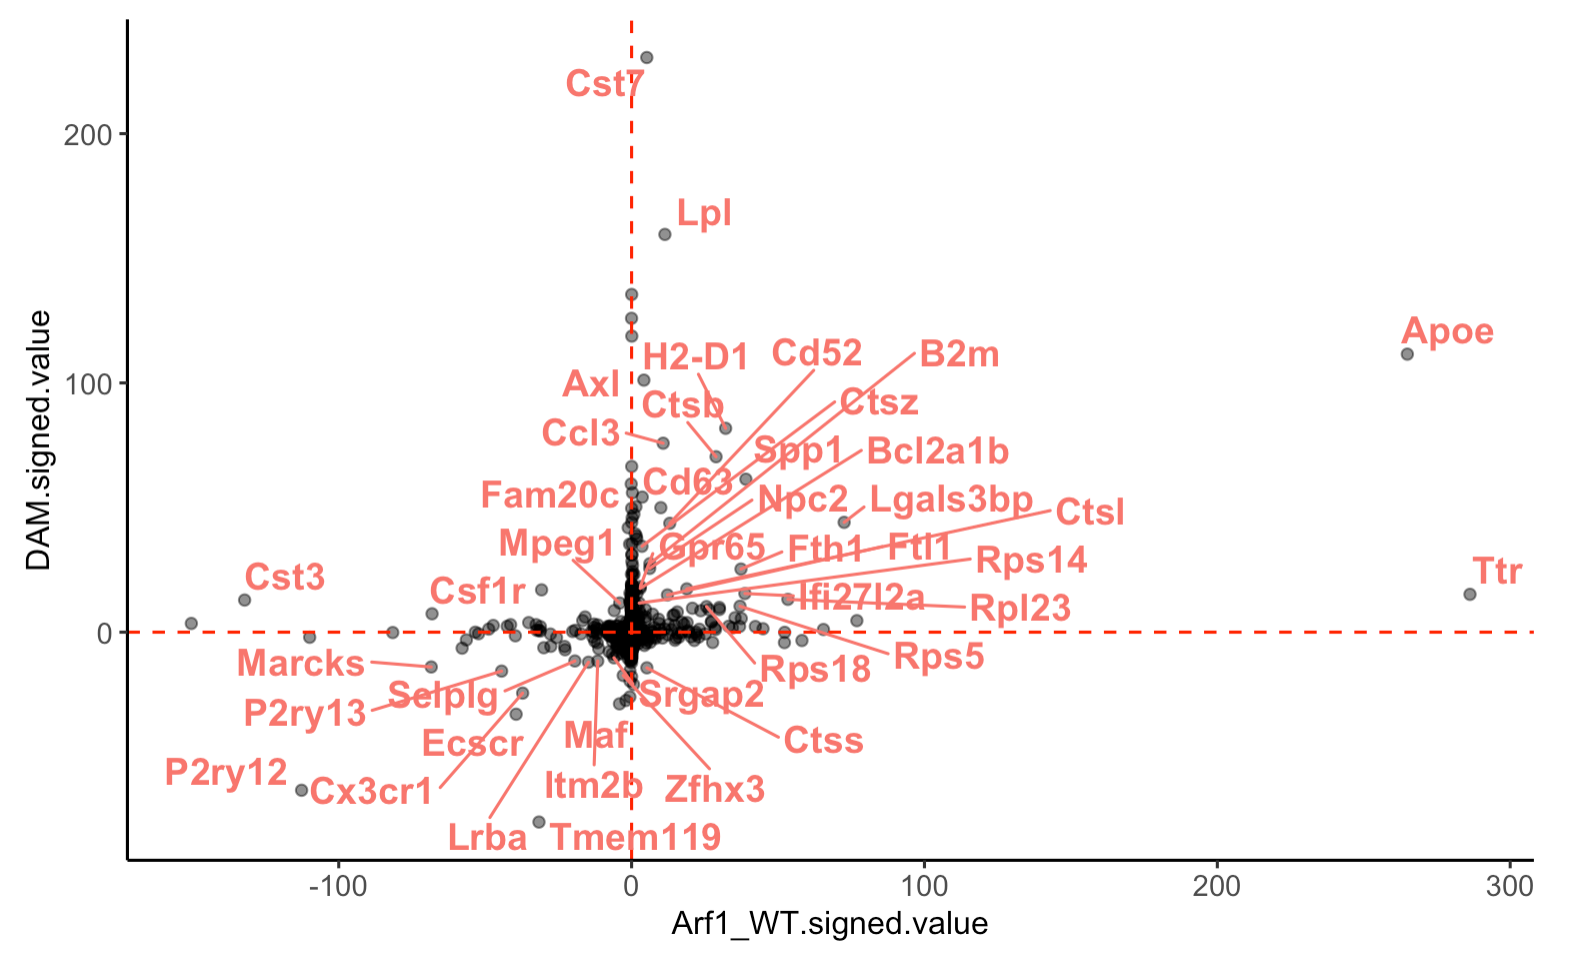 Cst7
200
Lpl
Apoe
H2-D1
Cd52
B2m
100
Axl
Ctsb
Ctsz
Ccl3
Spp1
Bcl2a1b
Cd63
Fam20c
Npc2
Lgals3bp
Ctsl
Mpeg1
Gpr65
Fth1
Ftl1
Rps14
Ttr
Cst3
Csf1r
Ifi27l2a
Rpl23
0
Marcks
Rps18
Rps5
P2ry13
Selplg
Srgap2
Ecscr
Maf
Ctss
P2ry12
Cx3cr1
Itm2b
Zfhx3
Lrba
Tmem119
-100
0
100
200
300
Arf1_WT.signed.value
DAM.signed.value